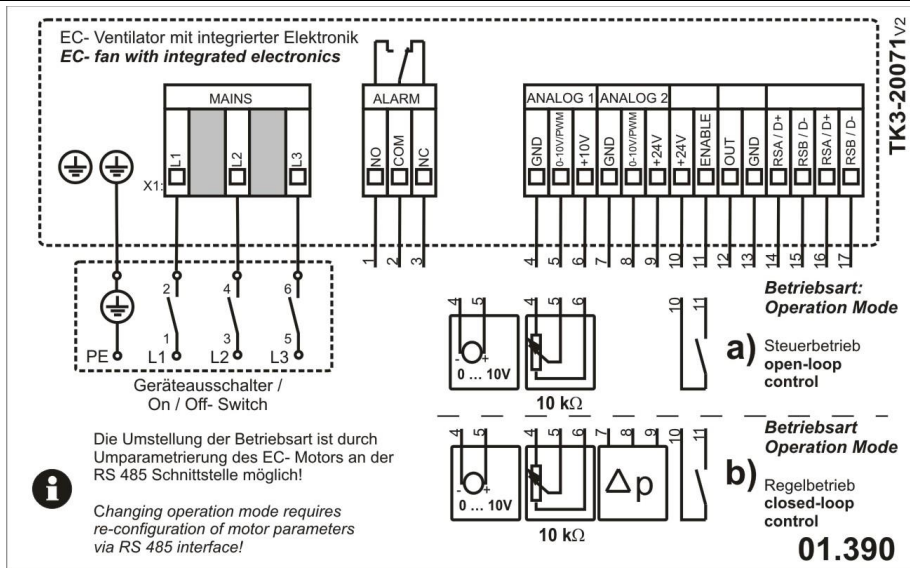 EC- Ventilator mit integrierter Elektronik
EC- fan with integrated electronics
TK3-20071 V2
MAINS
L1
L2
L3
X1:
ALARM
NO
COM
NC
ANALOG 1
ANALOG 2
GND
0-10V/PWM
+10V
GND
0-10V/PWM
+24V
+24V
ENABLE
OUT
GND
RSA / D+
RSB / D-
RSA / D+
RSB / D-
1
2
3
4
5
6
7
8
9
10
11
12
13
14
15
16
17
2
4
6
1
3
5
PE
L1
L2
L3
Geräteausschalter /
On / Off- Switch
4
5
- +
0 ... 10V
4
5
6
10 kΩ
10
11
Betriebsart:
Operation Mode
a)
Steuerbetrieb
open-loop
control
4
5
- +
0 ... 10V
4
5
6
10 kΩ
7
8
9
Δp
10
11
Betriebsart
Operation Mode
b)
Regelbetrieb
closed-loop
control
i
Die Umstellung der Betriebsart ist durch
Umparametrierung des EC- Motors an der
RS 485 Schnittstelle möglich!
Changing operation mode requires
re-configuration of motor parameters
via RS 485 interface!
01.390